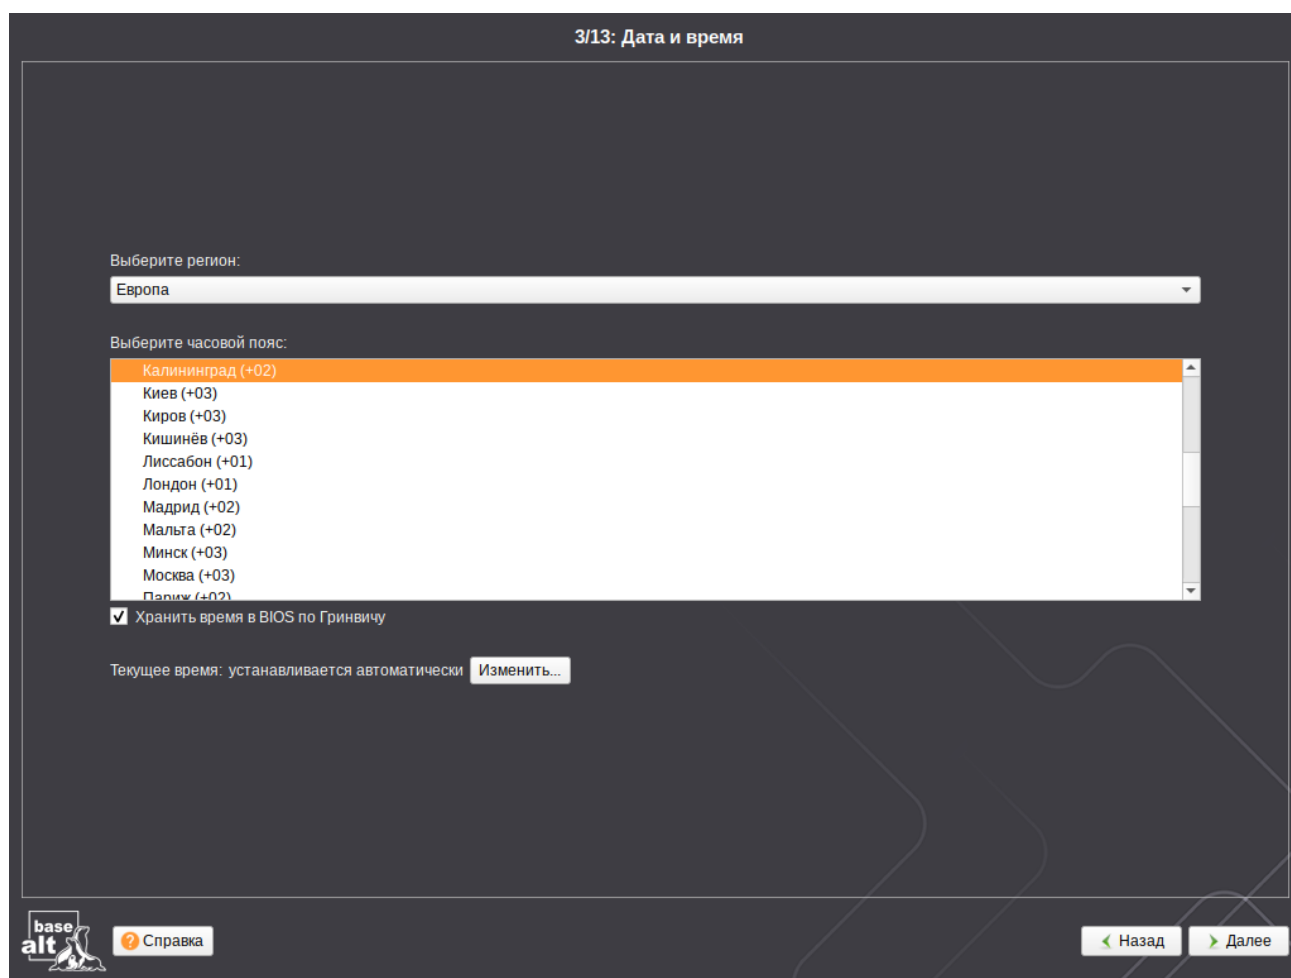 3/13: Дата и время
Выберите регион:
Европа
Выберите часовой пояс:
Калининград (+02)
Киев (+03)
Киров (+03)
Кишинёв (+03)
Лиссабон (+01)
Лондон (+01)
Мадрид (+02)
Мальта (+02)
Минск (+03)
Москва (+03)
Париж (+02)
Хранить время в BIOS по Гринвичу
Текущее время: устанавливается автоматически Изменить...
base
alt
Справка
Назад
Далее